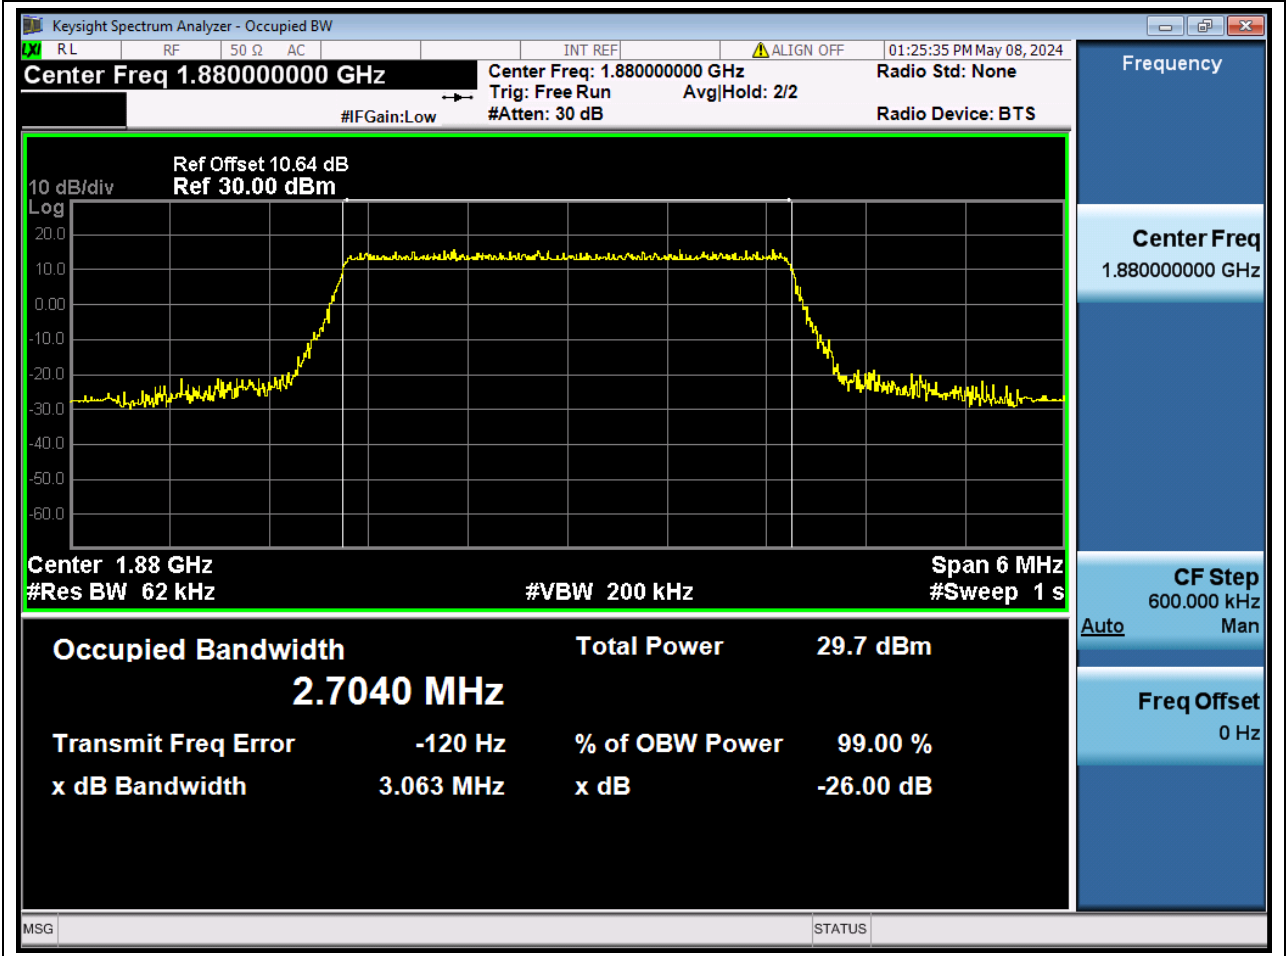 Keysight Spectrum Analyzer - Occupied BW
LXI RL RF 50 Ω AC INT REF ALIGN OFF 01:25:35 PM May 08, 2024
Center Freq 1.880000000 GHz
Center Freq: 1.880000000 GHz
Radio Std: None
Trig: Free Run Avg|Hold: 2/2
#IFGain:Low
#Atten: 30 dB
Radio Device: BTS
Ref Offset 10.64 dB
10 dB/div Ref 30.00 dBm
Log
20.0
10.0
0.00
-10.0
-20.0
-30.0
-40.0
-50.0
-60.0
Center 1.88 GHz
Span 6 MHz
#Res BW 62 kHz
#VBW 200 kHz
#Sweep 1 s
Occupied Bandwidth
Total Power 29.7 dBm
2.7040 MHz
Transmit Freq Error -120 Hz
% of OBW Power 99.00 %
x dB Bandwidth 3.063 MHz
x dB -26.00 dB
Frequency
Center Freq
1.880000000 GHz
CF Step
600.000 kHz
Auto Man
Freq Offset
0 Hz
MSG
STATUS